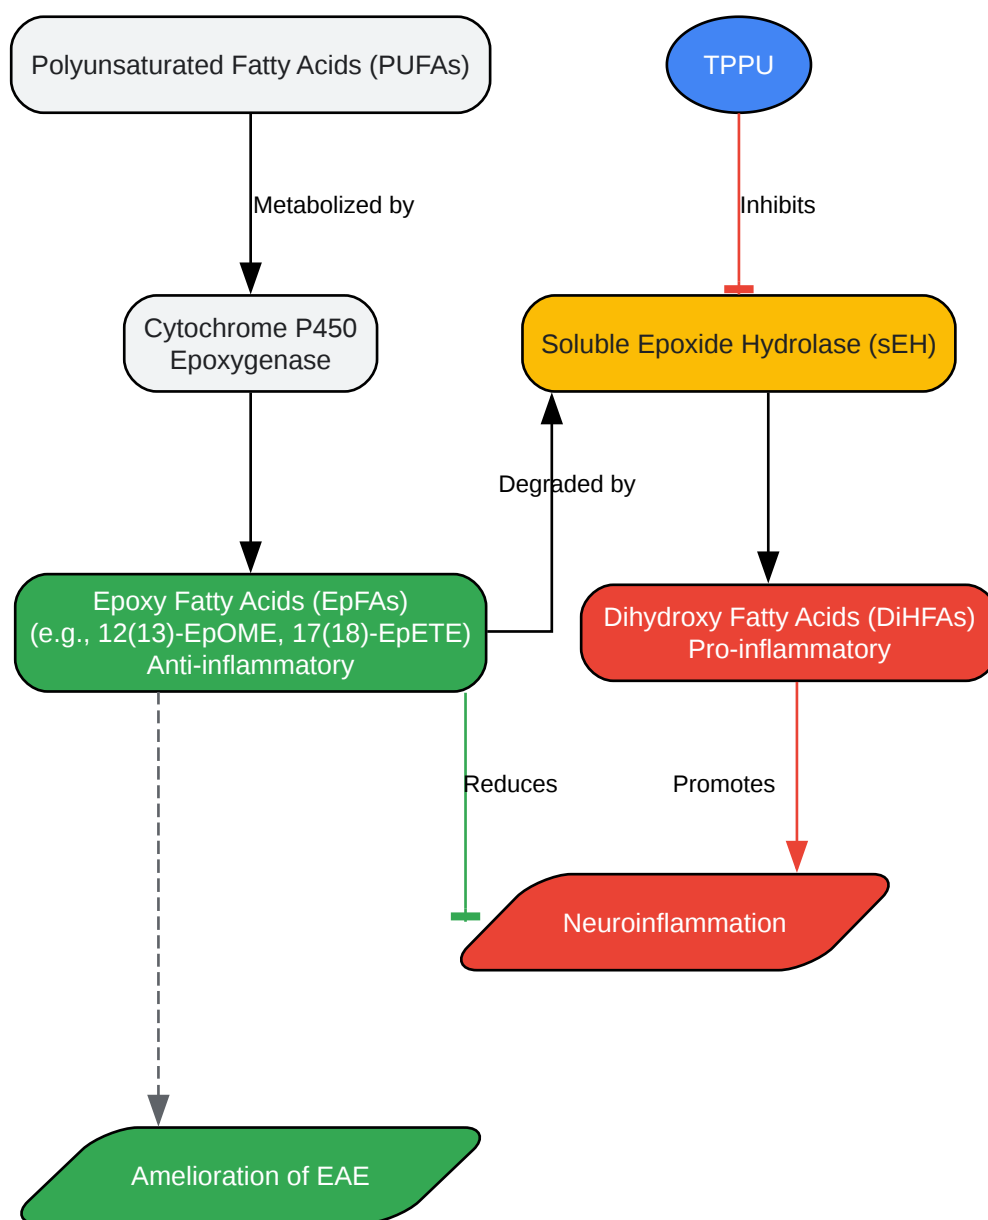 Polyunsaturated Fatty Acids (PUFAs)
TPPU
Metabolized by
Inhibits
Cytochrome P450
Epoxygenase
Soluble Epoxide Hydrolase (sEH)
Degraded by
Epoxy Fatty Acids (EpFAs)
(e.g., 12(13)-EpOME, 17(18)-EpETE)
Anti-inflammatory
Dihydroxy Fatty Acids (DiHFAs)
Pro-inflammatory
Reduces
Promotes
Neuroinflammation
Amelioration of EAE